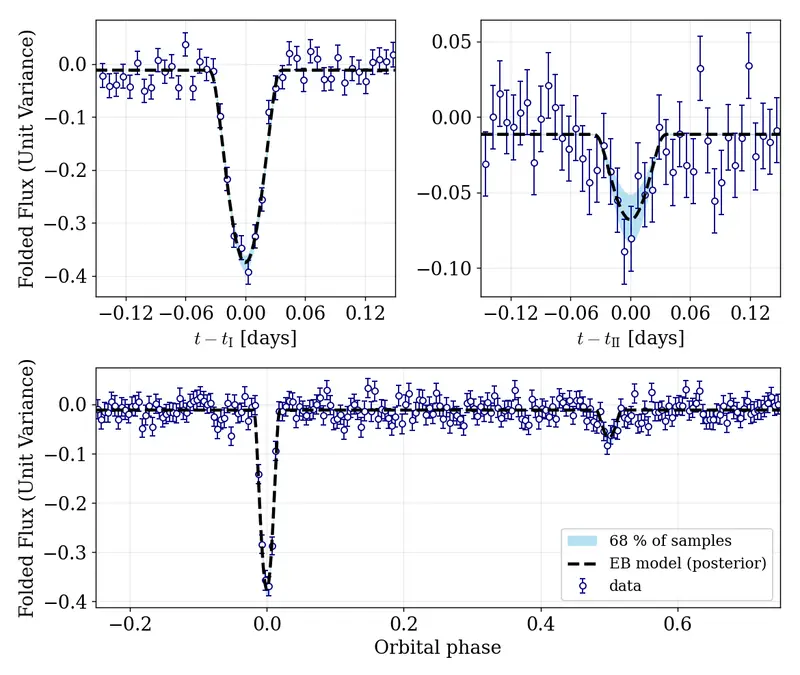 Folded Flux (Unit Variance)
0.0
−0.1
−0.2
−0.3
−0.4
−0.12 −0.06 0.00 0.06 0.12
t − t_I [days]
0.05
0.00
−0.05
−0.10
−0.12 −0.06 0.00 0.06 0.12
t − t_II [days]
Folded Flux (Unit Variance)
0.0
−0.1
−0.2
−0.3
−0.4
−0.2 0.0 0.2 0.4 0.6
Orbital phase
68 % of samples
EB model (posterior)
data